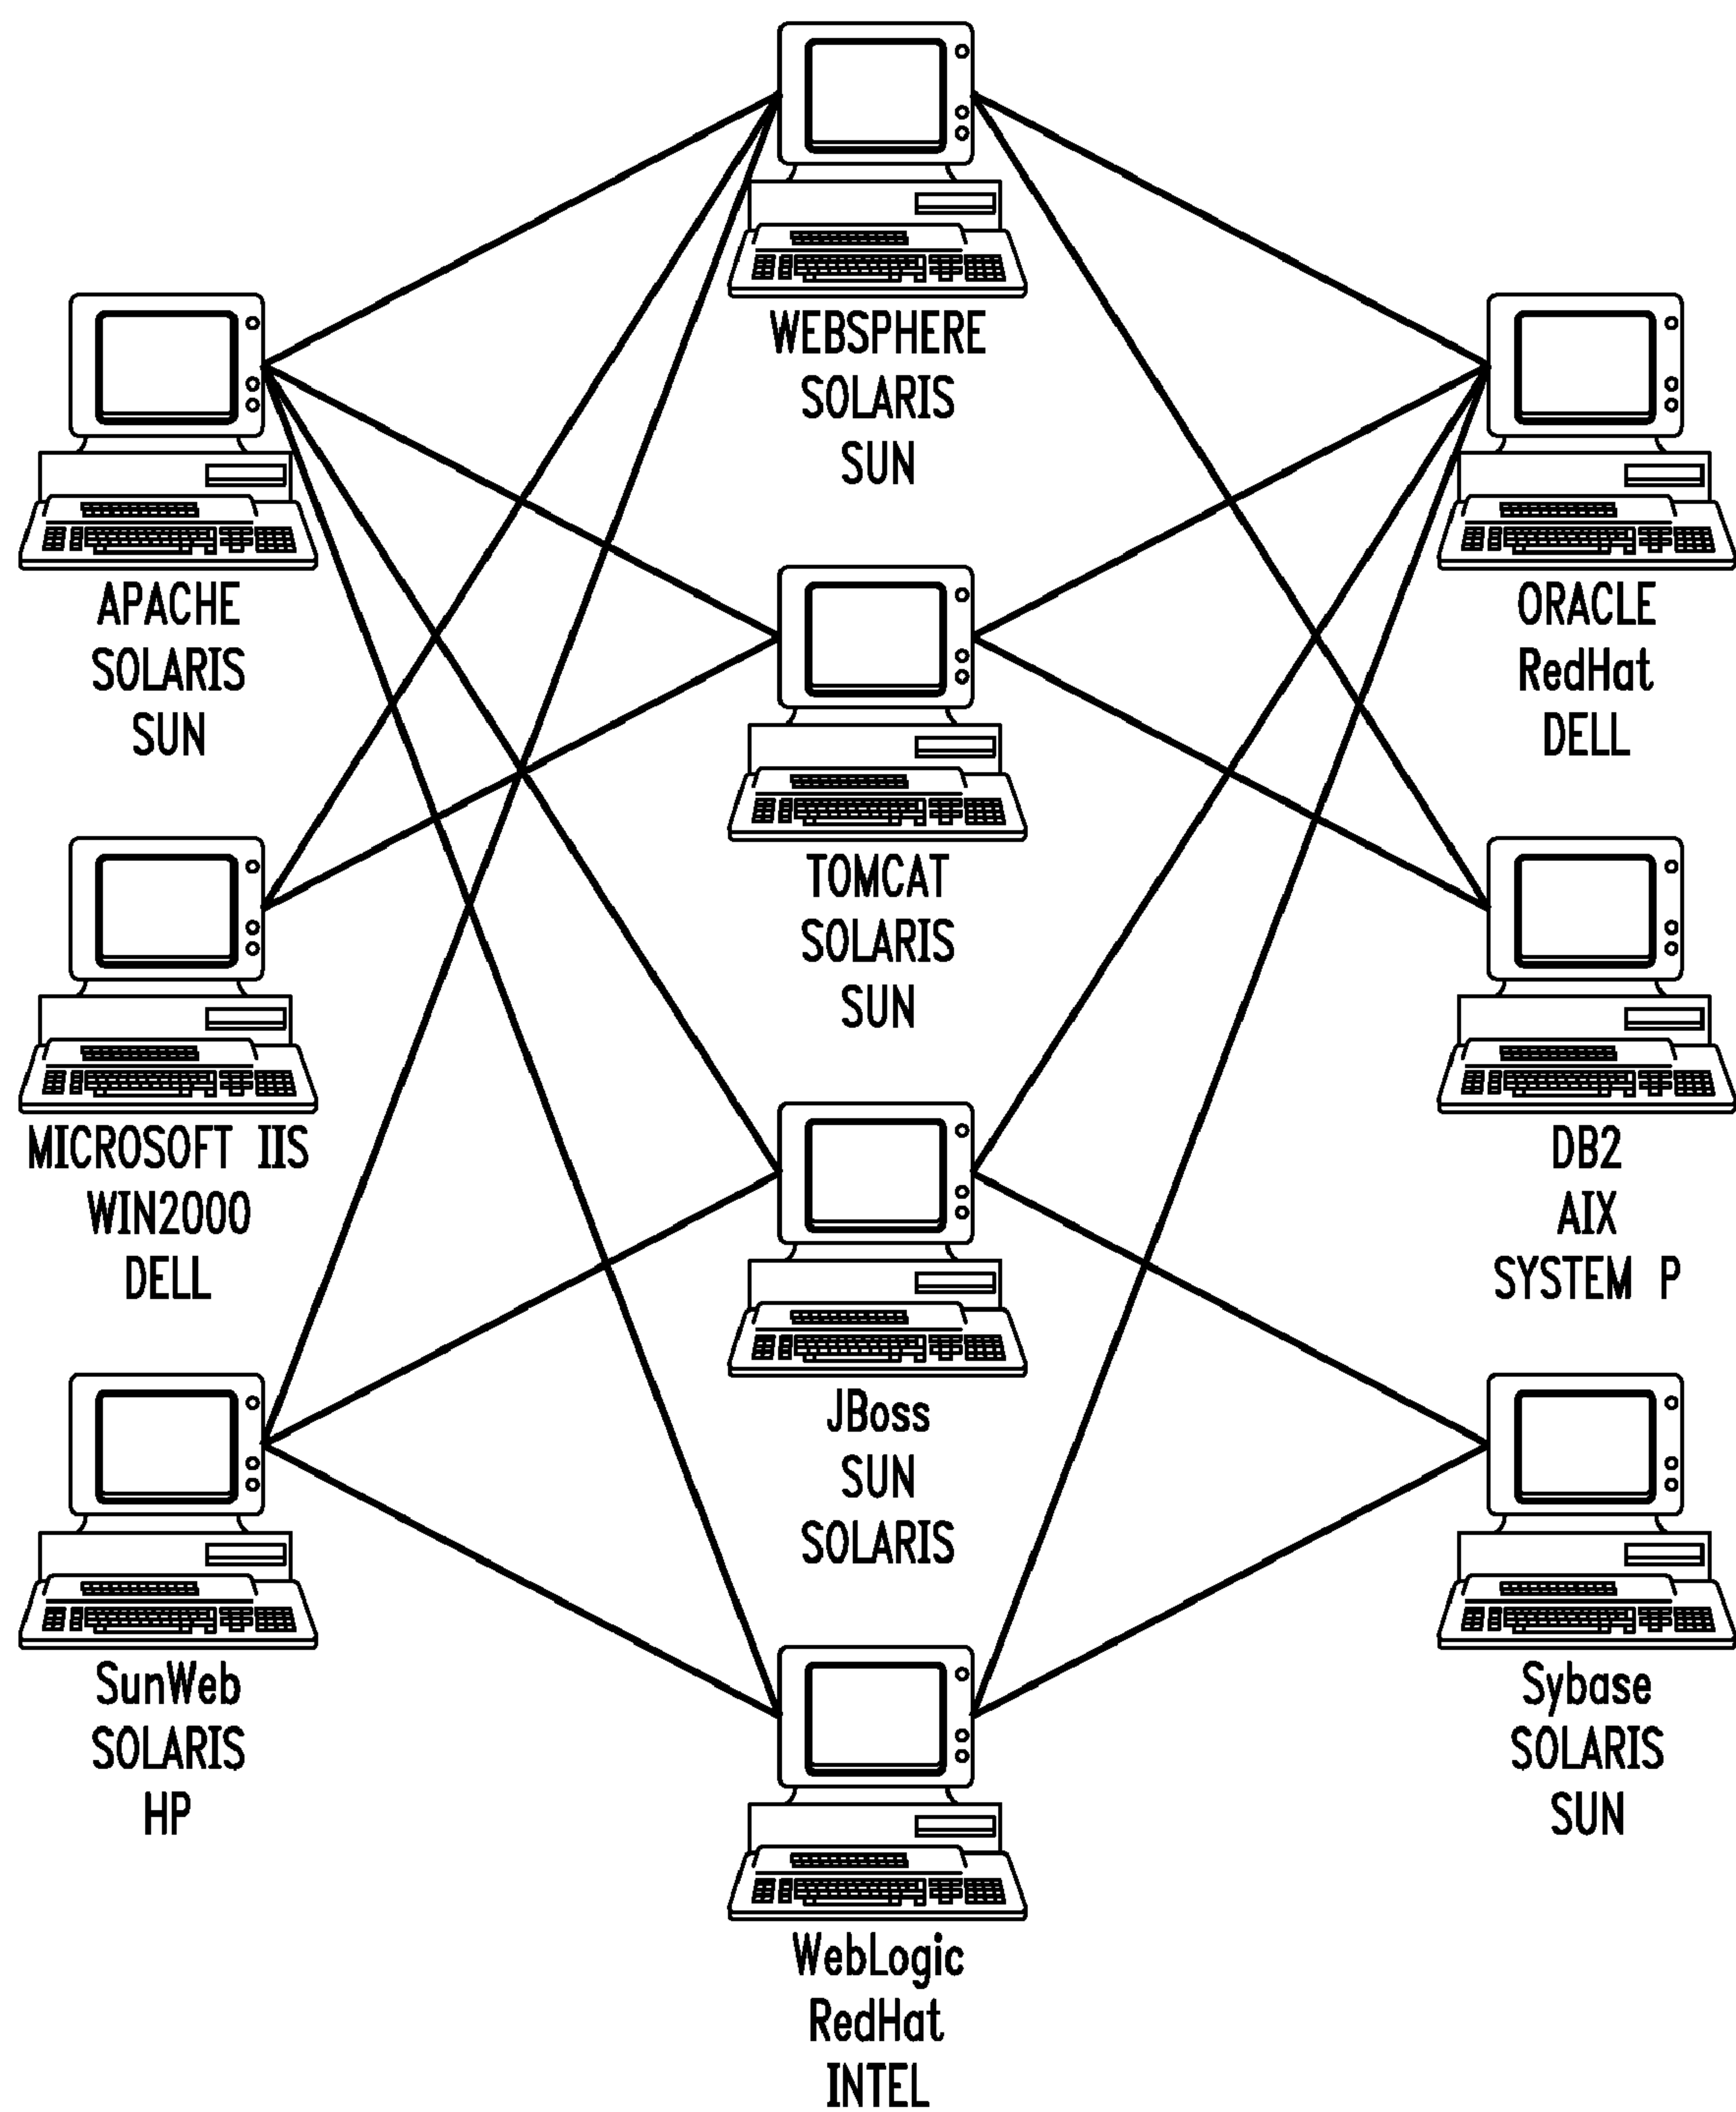 WEBSPHERE
SOLARIS
SUN
APACHE
SOLARIS
SUN
ORACLE
RedHat
DELL
TOMCAT
SOLARIS
SUN
MICROSOFT IIS
WIN2000
DELL
DB2
AIX
SYSTEM P
JBoss
SUN
SOLARIS
SunWeb
SOLARIS
HP
Sybase
SOLARIS
SUN
WebLogic
RedHat
INTEL